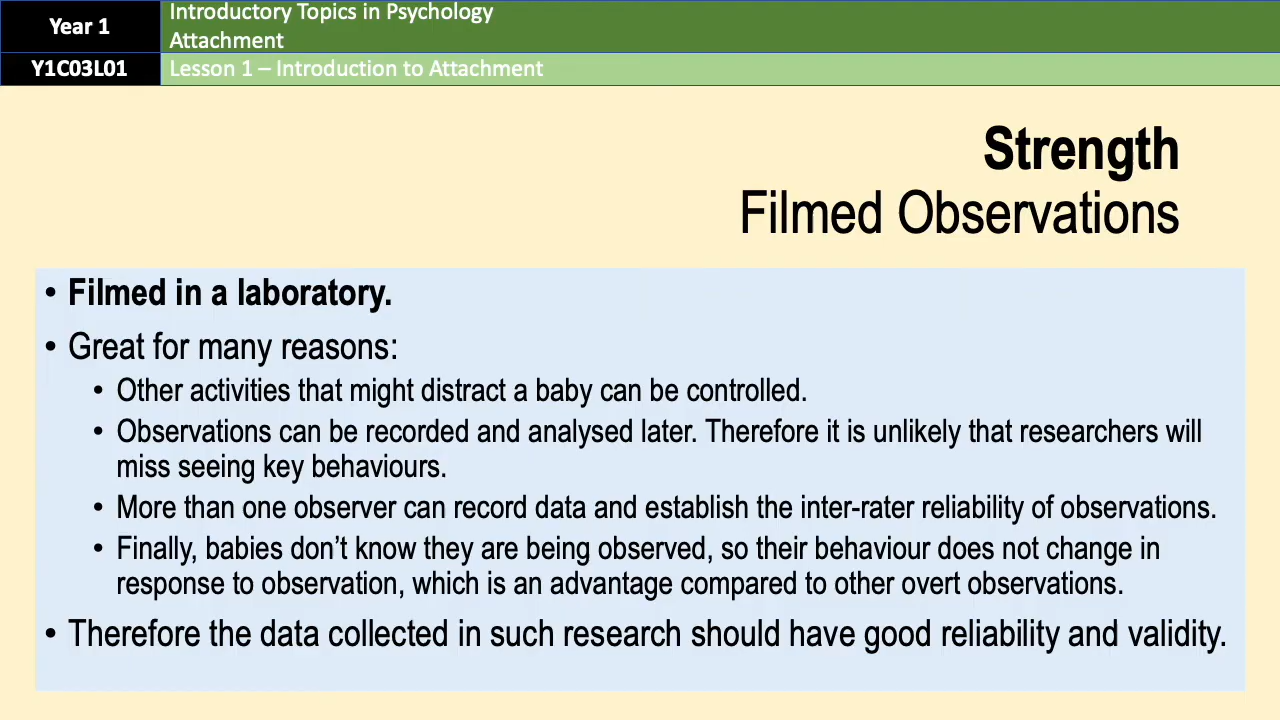 Year 1
Introductory Topics in Psychology
Attachment
Y1C03L01
Lesson 1 – Introduction to Attachment
Strength
Filmed Observations
• Filmed in a laboratory.
• Great for many reasons:
• Other activities that might distract a baby can be controlled.
• Observations can be recorded and analysed later. Therefore it is unlikely that researchers will
miss seeing key behaviours.
• More than one observer can record data and establish the inter-rater reliability of observations.
• Finally, babies don’t know they are being observed, so their behaviour does not change in
response to observation, which is an advantage compared to other overt observations.
• Therefore the data collected in such research should have good reliability and validity.